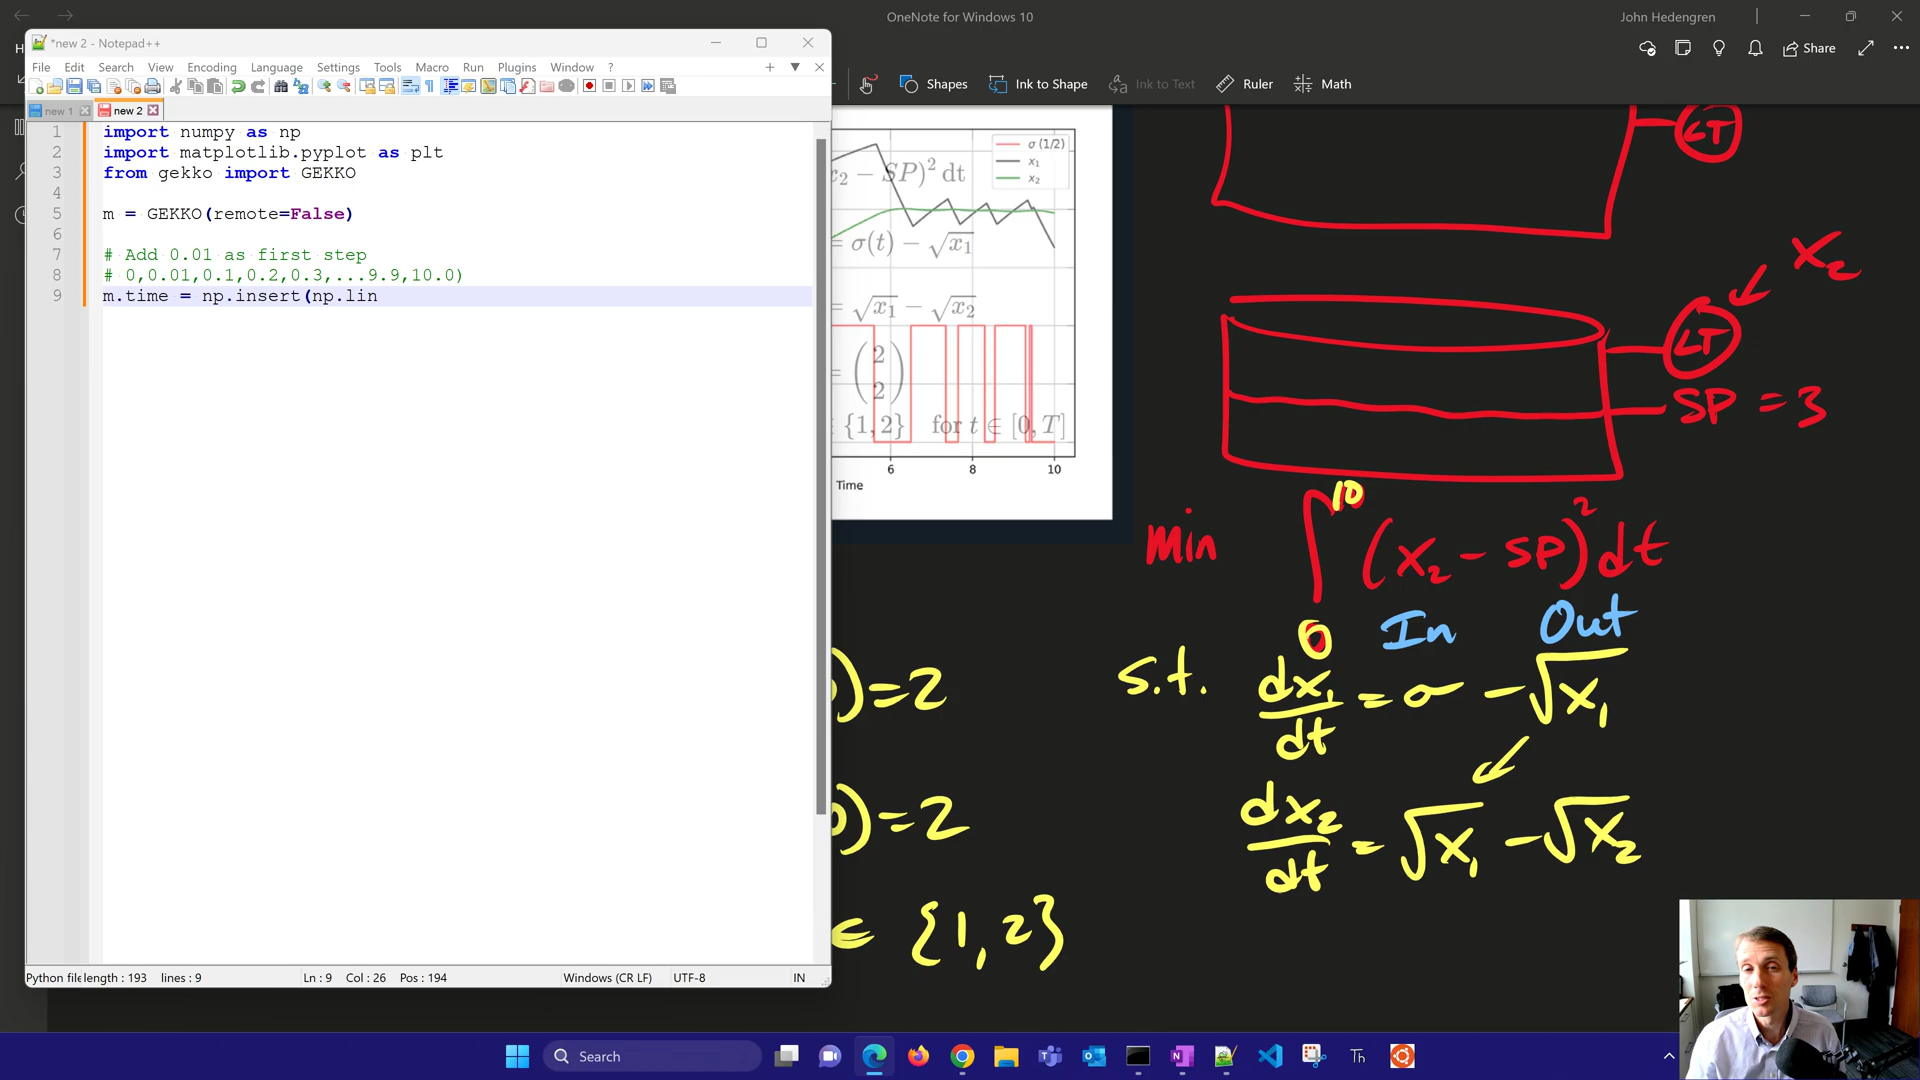 OneNote for Windows 10
John Hedengren
*new 2 - Notepad++
File Edit Search View Encoding Language Settings Tools Macro Run Plugins Window ?
Shapes Ink to Shape Ink to Text Ruler Math Share
new 1 new 2
1 import numpy as np
2 import matplotlib.pyplot as plt
3 from gekko import GEKKO
4
5 m = GEKKO(remote=False)
6
7 # Add 0.01 as first step
8 # 0,0.01,0.1,0.2,0.3,...9.9,10.0)
9 m.time = np.insert(np.lin
σ (1/2)
x₁
x₂
x₂ − SP)² dt
= σ(t) − √x₁
= √x₁ − √x₂
= (2
2)
∈ {1, 2} for t ∈ [0, T]
6 8 10
Time
LT
x₂
LT
SP = 3
min ∫ 10 (x₂ − SP)² dt
0
In Out
s.t. dx₁/dt = σ − √x₁
dx₂/dt = √x₁ − √x₂
)=2
0)=2
∈ {1,2}
Python file length : 193 lines : 9 Ln : 9 Col : 26 Pos : 194 Windows (CR LF) UTF-8 IN
Search
Th